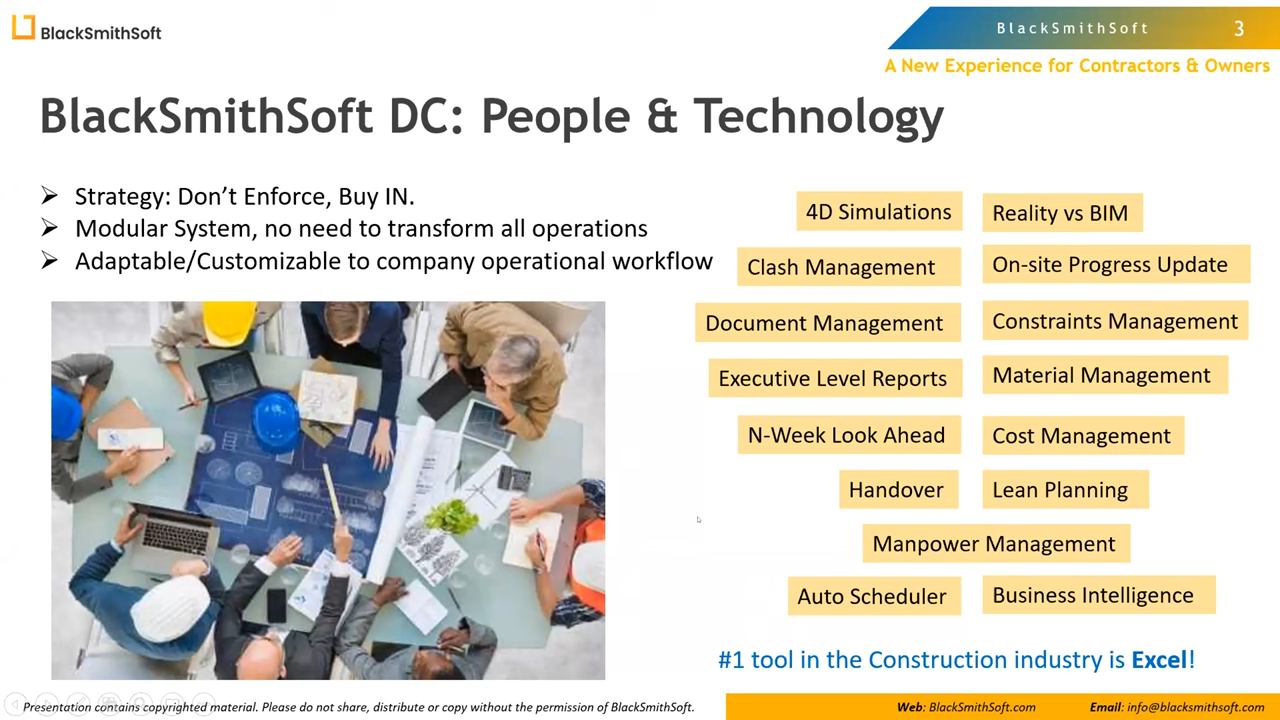 BlackSmithSoft
BlackSmithSoft
3
A New Experience for Contractors & Owners
BlackSmithSoft DC: People & Technology
Strategy: Don’t Enforce, Buy IN.
Modular System, no need to transform all operations
Adaptable/Customizable to company operational workflow
4D Simulations
Reality vs BIM
Clash Management
On-site Progress Update
Document Management
Constraints Management
Executive Level Reports
Material Management
N-Week Look Ahead
Cost Management
Handover
Lean Planning
Manpower Management
Auto Scheduler
Business Intelligence
#1 tool in the Construction industry is Excel!
Presentation contains copyrighted material. Please do not share, distribute or copy without the permission of BlackSmithSoft.
Web: BlackSmithSoft.com
Email: info@blacksmithsoft.com